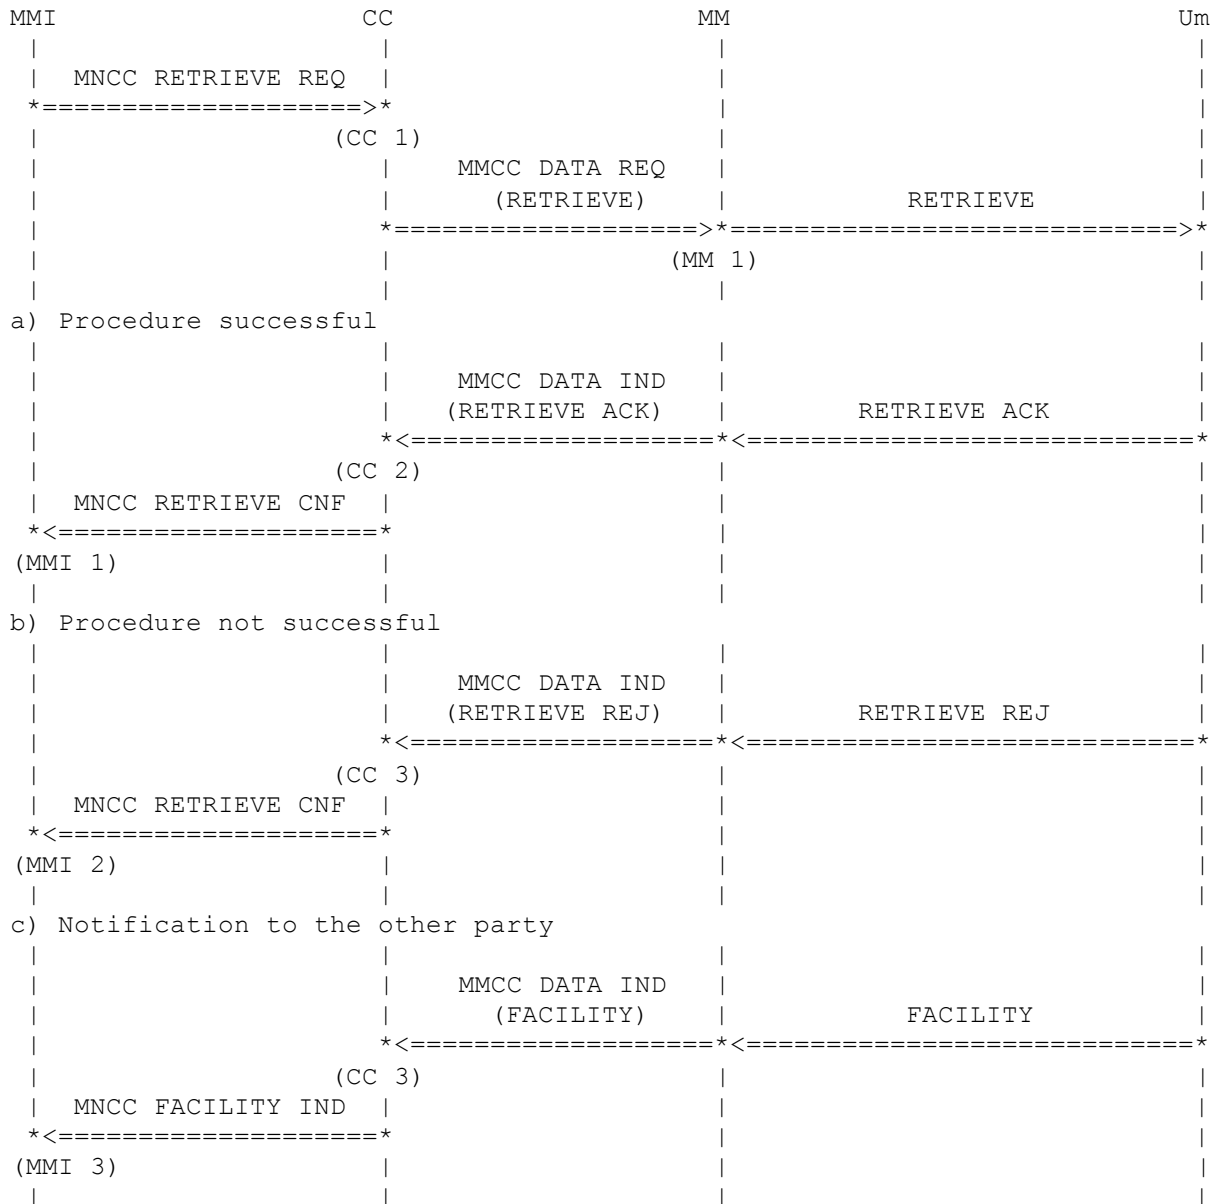 MMI CC MM Um
MNCC RETRIEVE REQ
*====================>*
(CC 1)
MMCC DATA REQ
(RETRIEVE) RETRIEVE
*===================>*============================>*
(MM 1)
a) Procedure successful
MMCC DATA IND
(RETRIEVE ACK) RETRIEVE ACK
*<===================*<============================*
(CC 2)
MNCC RETRIEVE CNF
*<====================*
(MMI 1)
b) Procedure not successful
MMCC DATA IND
(RETRIEVE REJ) RETRIEVE REJ
*<===================*<============================*
(CC 3)
MNCC RETRIEVE CNF
*<====================*
(MMI 2)
c) Notification to the other party
MMCC DATA IND
(FACILITY) FACILITY
*<===================*<============================*
(CC 3)
MNCC FACILITY IND
*<====================*
(MMI 3)